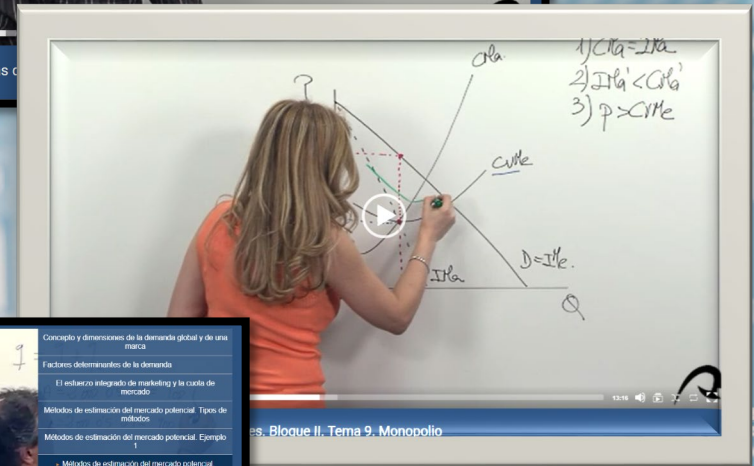 s c
1) CMa=IMa
2) IMa'<CMa'
3) P>CVMe
CMa
P
CVMe
D=IMe.
IMa
Q
13:16
es. Bloque II. Tema 9. Monopolio
Concepto y dimensiones de la demanda global y de una
marca
Factores determinantes de la demanda
El esfuerzo integrado de marketing y la cuota de
mercado
Métodos de estimación del mercado potencial. Tipos de
métodos
Métodos de estimación del mercado potencial. Ejemplo
1
Métodos de estimación del mercado potencial
q =